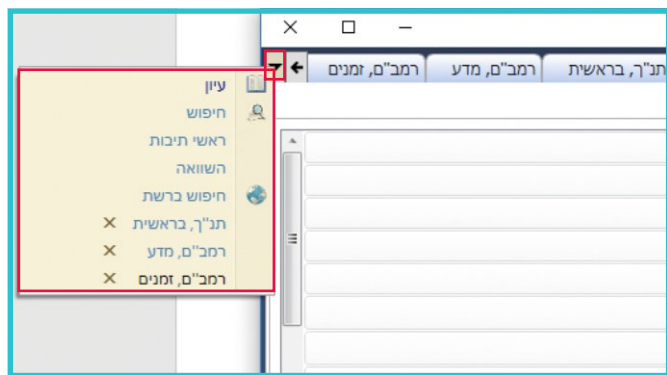 תנ"ך, בראשית רמב"ם, מדע רמב"ם, זמנים
עיון
חיפוש
ראשי תיבות
השוואה
חיפוש ברשת
תנ"ך, בראשית
רמב"ם, מדע
רמב"ם, זמנים